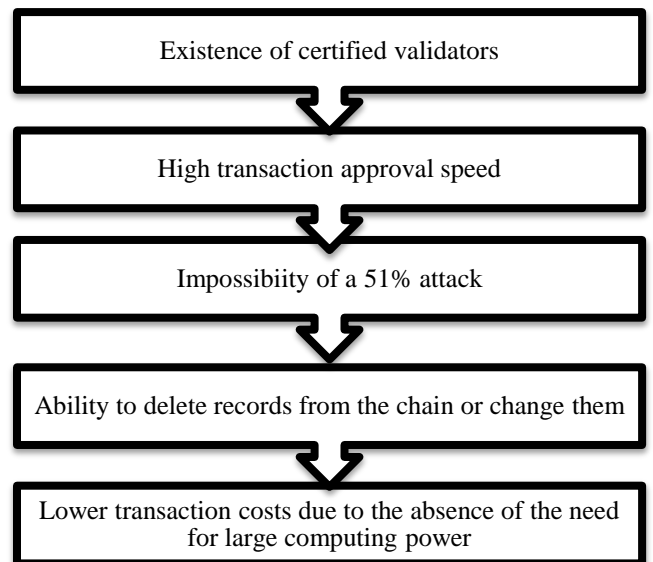 Existence of certified validators
High transaction approval speed
Impossibiity of a 51% attack
Ability to delete records from the chain or change them
Lower transaction costs due to the absence of the need
for large computing power